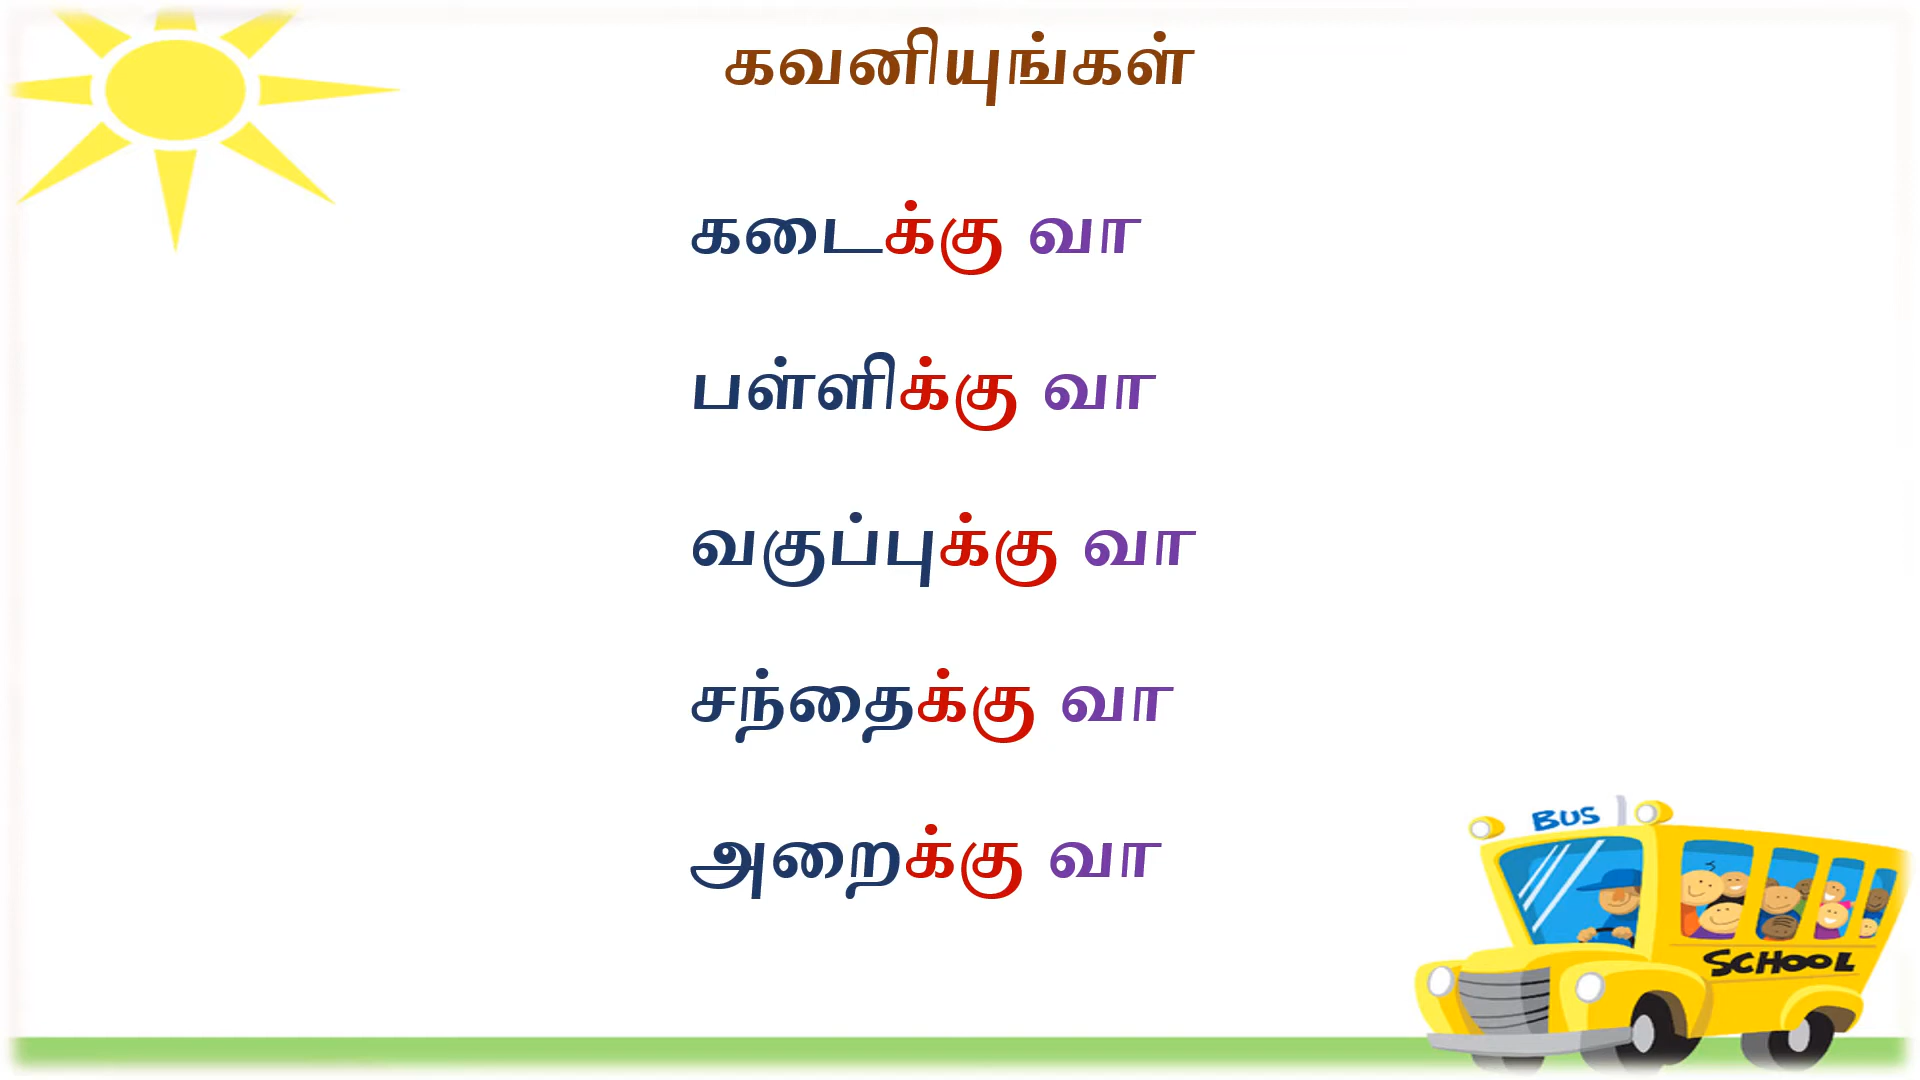 கவனியுங்கள்
கடைக்கு வா
பள்ளிக்கு வா
வகுப்புக்கு வா
சந்தைக்கு வா
அறைக்கு வா
BUS
SCHOOL